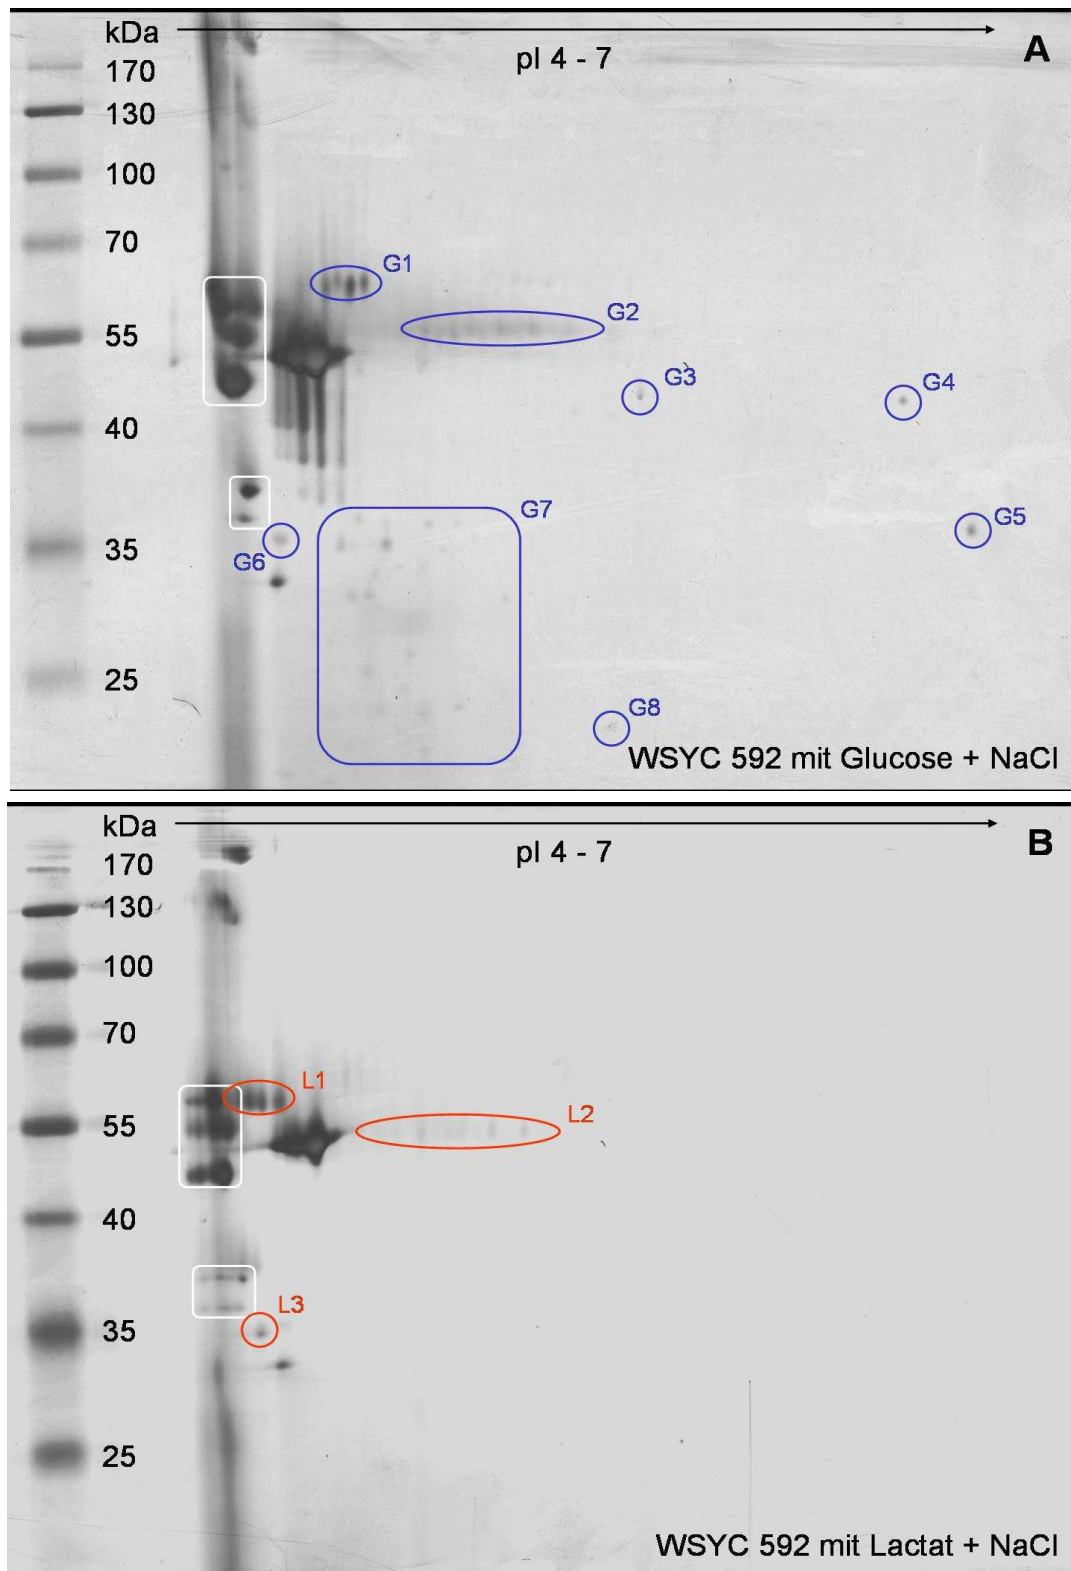 kDa
pI 4 - 7
A
170
130
100
70
G1
G2
55
G3
G4
40
G7
G5
35
G6
25
G8
WSYC 592 mit Glucose + NaCl
kDa
pI 4 - 7
B
170
130
100
70
L1
55
L2
40
L3
35
25
WSYC 592 mit Lactat + NaCl